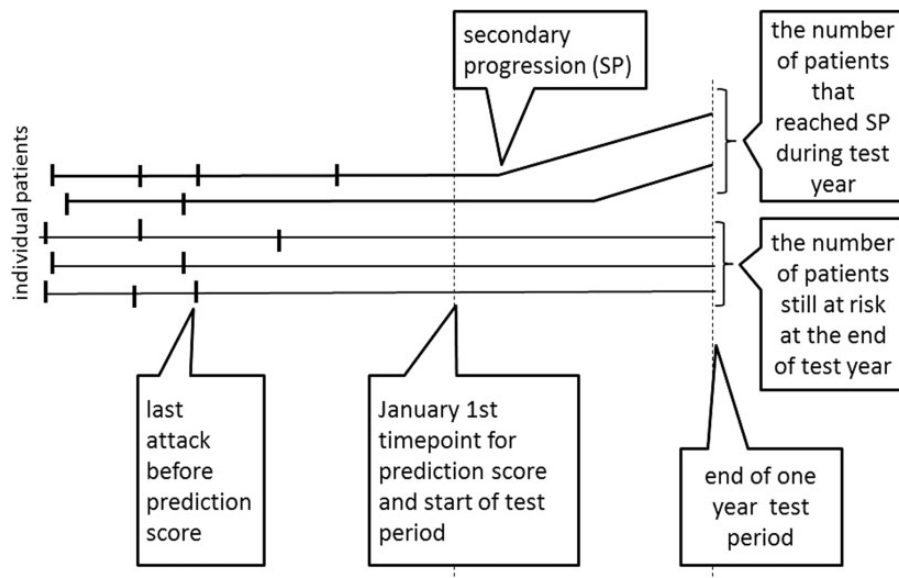 secondary
progression (SP)
the number
of patients
that
reached SP
during test
year
individual patients
the number
of patients
still at risk
at the end
of test year
last
attack
before
prediction
score
January 1st
timepoint for
prediction score
and start of test
period
end of one
year test
period